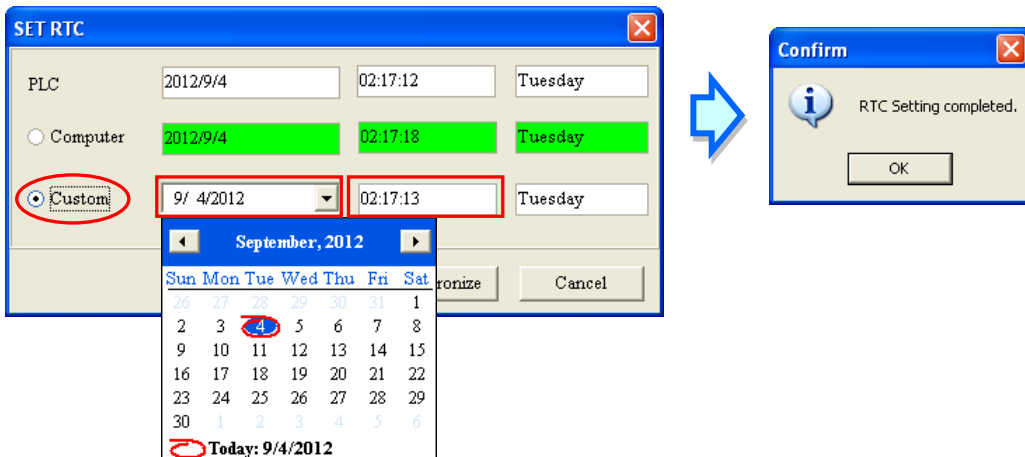 SET RTC
PLC 2012/9/4 02:17:12 Tuesday
Computer 2012/9/4 02:17:18 Tuesday
Custom 9/ 4/2012 02:17:13 Tuesday
September, 2012
Sun Mon Tue Wed Thu Fri Sat
26 27 28 29 30 31 1
2 3 4 5 6 7 8
9 10 11 12 13 14 15
16 17 18 19 20 21 22
23 24 25 26 27 28 29
30 1 2 3 4 5 6
Today: 9/4/2012
ronize Cancel
Confirm
RTC Setting completed.
OK